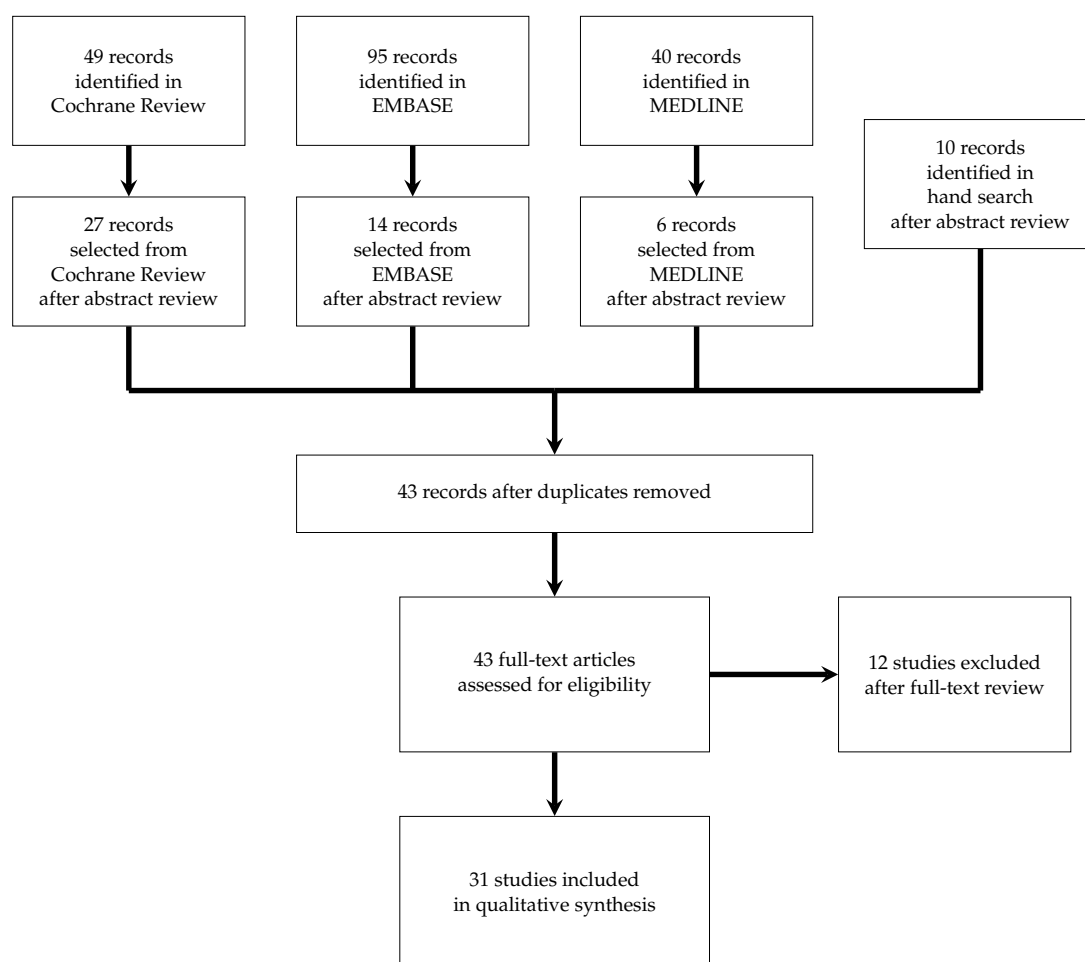 49 records
identified in
Cochrane Review
95 records
identified in
EMBASE
40 records
identified in
MEDLINE
10 records
identified in
hand search
after abstract review
27 records
selected from
Cochrane Review
after abstract review
14 records
selected from
EMBASE
after abstract review
6 records
selected from
MEDLINE
after abstract review
43 records after duplicates removed
43 full-text articles
assessed for eligibility
12 studies excluded
after full-text review
31 studies included
in qualitative synthesis